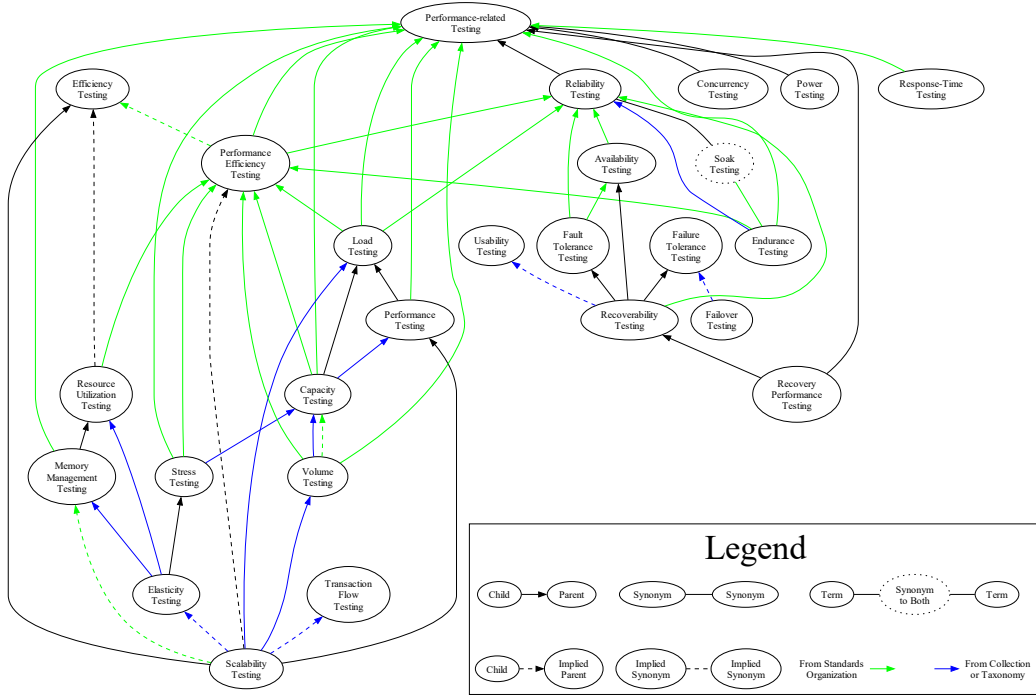 Performance-related
Testing
Efficiency
Testing
Reliability
Testing
Concurrency
Testing
Power
Testing
Response-Time
Testing
Performance
Efficiency
Testing
Availability
Testing
Soak
Testing
Load
Testing
Usability
Testing
Fault
Tolerance
Testing
Failure
Tolerance
Testing
Endurance
Testing
Performance
Testing
Recoverability
Testing
Failover
Testing
Resource
Utilization
Testing
Capacity
Testing
Recovery
Performance
Testing
Memory
Management
Testing
Stress
Testing
Volume
Testing
Elasticity
Testing
Transaction
Flow
Testing
Scalability
Testing
Legend
Child
Parent
Synonym
Synonym
Term
Synonym
to Both
Term
Child
Implied
Parent
Implied
Synonym
Implied
Synonym
From Standards
Organization
From Collection
or Taxonomy